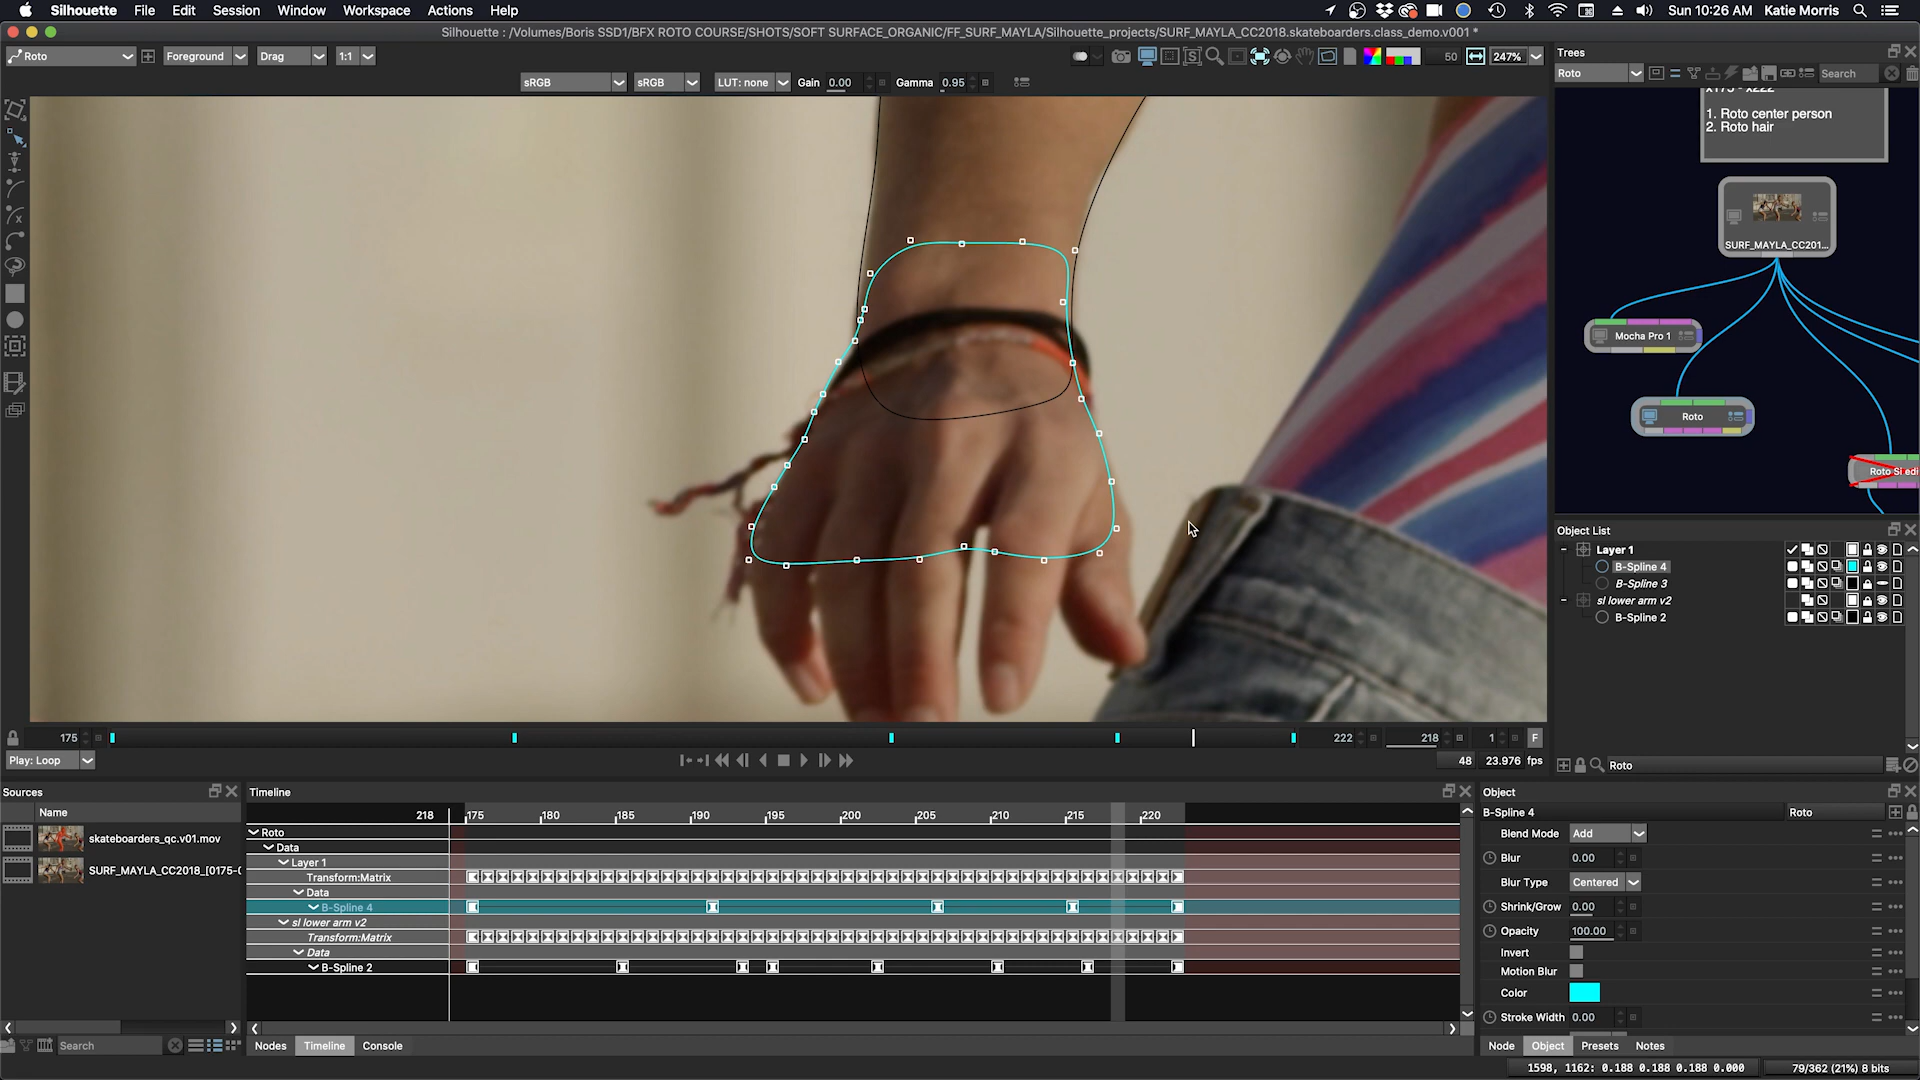 Silhouette File Edit Session Window Workspace Actions Help
Sun 10:26 AM Katie Morris
Silhouette : /Volumes/Boris SSD1/BFX ROTO COURSE/SHOTS/SOFT SURFACE_ORGANIC/FF_SURF_MAYLA/Silhouette_projects/SURF_MAYLA_CC2018.skateboarders.class_demo.v001 *
Roto Foreground Drag 1:1 50 247%
sRGB sRGB LUT: none Gain 0.00 Gamma 0.95
Trees
Roto Search
x175 - x222
1. Roto center person
2. Roto hair
SURF_MAYLA_CC201...
Mocha Pro 1
Roto
Roto Sl edi
Object List
Layer 1
B-Spline 4
B-Spline 3
sl lower arm v2
B-Spline 2
Roto
175 222 218 1 F
Play: Loop 48 23.976 fps
Sources
Name
skateboarders_qc.v01.mov
SURF_MAYLA_CC2018_[0175-0
Search
Timeline
218 175 180 185 190 195 200 205 210 215 220
Roto
Data
Layer 1
Transform:Matrix
Data
B-Spline 4
sl lower arm v2
Transform:Matrix
Data
B-Spline 2
Nodes Timeline Console
Object
B-Spline 4 Roto
Blend Mode Add
Blur 0.00
Blur Type Centered
Shrink/Grow 0.00
Opacity 100.00
Invert
Motion Blur
Color
Stroke Width 0.00
Node Object Presets Notes
1598, 1162: 0.188 0.188 0.188 0.000 79/362 (21%) 8 bits